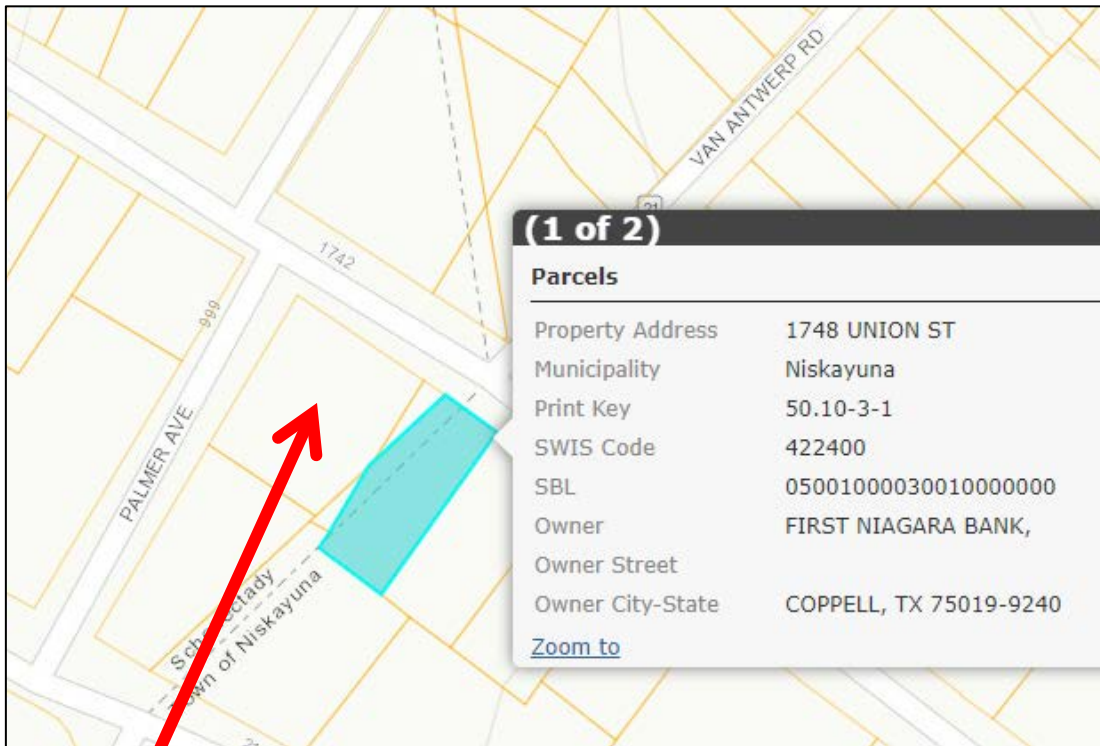 VAN ANTWERP RD
21
1742
999
PALMER AVE
Schenectady
Town of Niskayuna
(1 of 2)
Parcels
Property Address 1748 UNION ST
Municipality Niskayuna
Print Key 50.10-3-1
SWIS Code 422400
SBL 05001000030010000000
Owner FIRST NIAGARA BANK,
Owner Street
Owner City-State COPPELL, TX 75019-9240
Zoom to